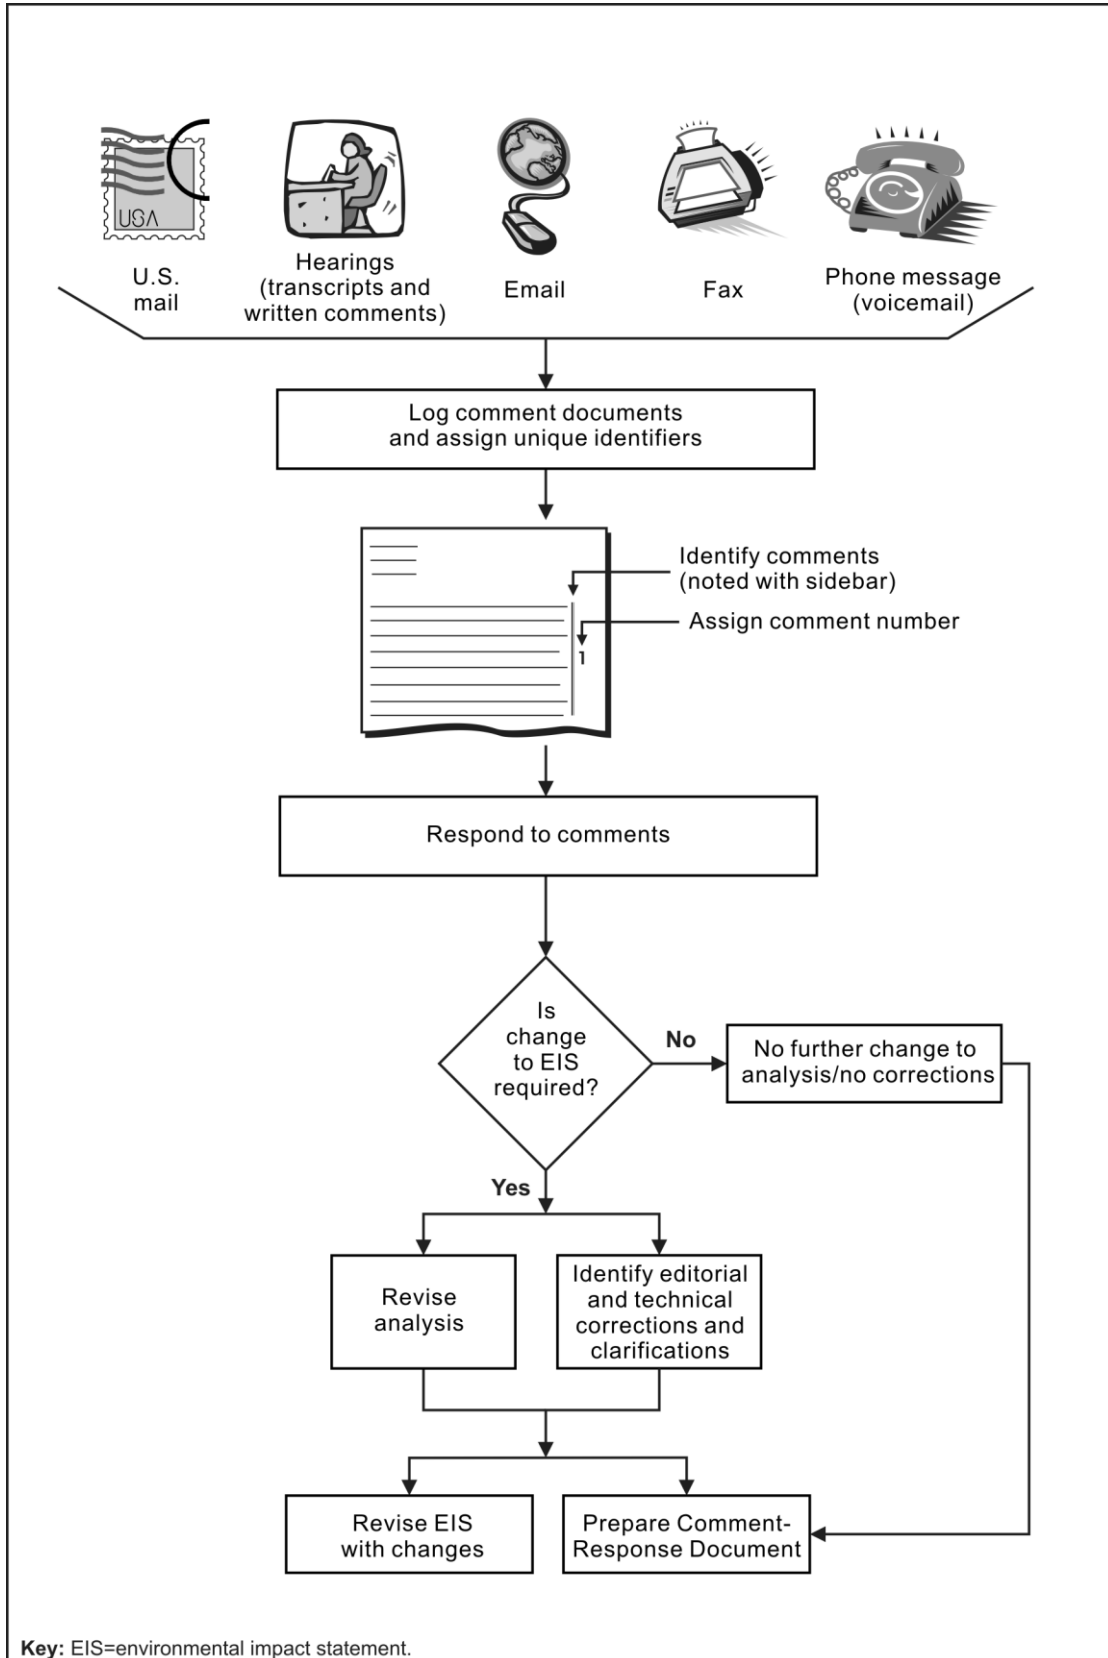 USA
U.S.
mail
Hearings
(transcripts and
written comments)
Email
Fax
Phone message
(voicemail)
Log comment documents
and assign unique identifiers
Identify comments
(noted with sidebar)
Assign comment number
1
Respond to comments
Is
change
to EIS
required?
No
No further change to
analysis/no corrections
Yes
Revise
analysis
Identify editorial
and technical
corrections and
clarifications
Revise EIS
with changes
Prepare Comment-
Response Document
Key: EIS=environmental impact statement.